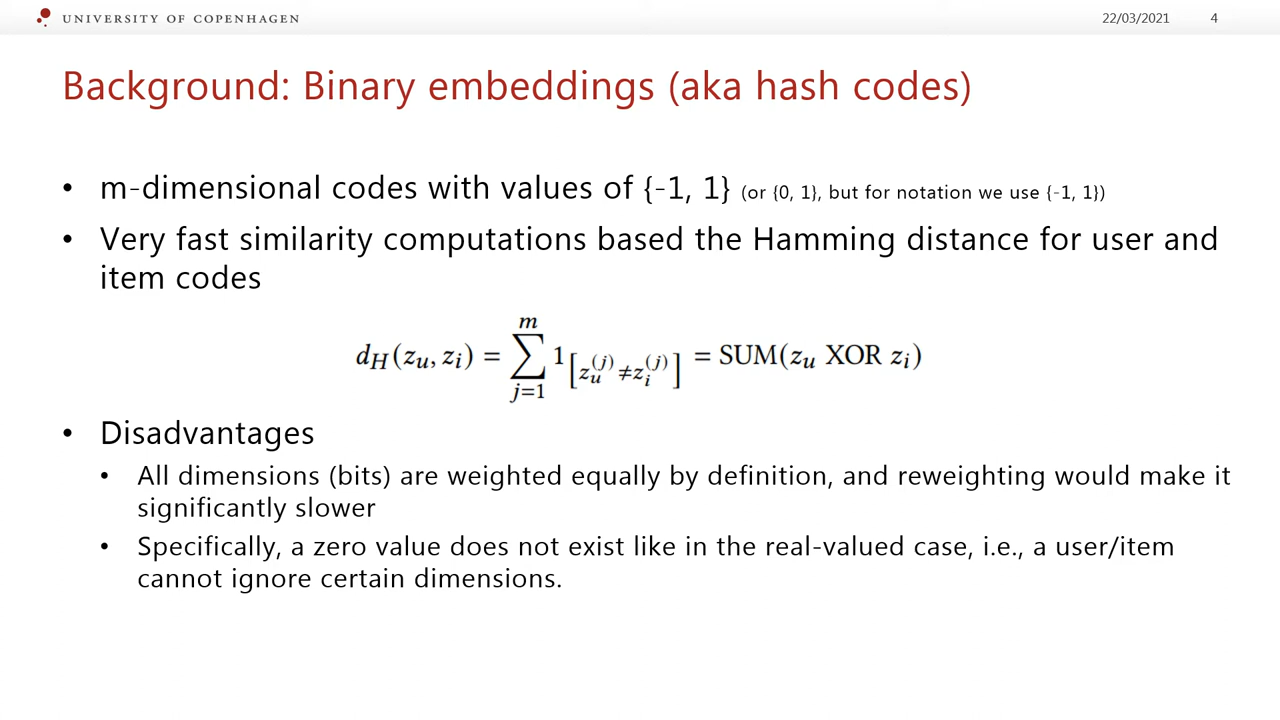 UNIVERSITY OF COPENHAGEN
22/03/2021 4
Background: Binary embeddings (aka hash codes)
• m-dimensional codes with values of {-1, 1} (or {0, 1}, but for notation we use {-1, 1})
• Very fast similarity computations based the Hamming distance for user and
item codes
d_H(z_u, z_i) = \sum_{j=1}^{m} 1_{[z_u^{(j)} ≠ z_i^{(j)}]} = SUM(z_u XOR z_i)
• Disadvantages
• All dimensions (bits) are weighted equally by definition, and reweighting would make it
significantly slower
• Specifically, a zero value does not exist like in the real-valued case, i.e., a user/item
cannot ignore certain dimensions.